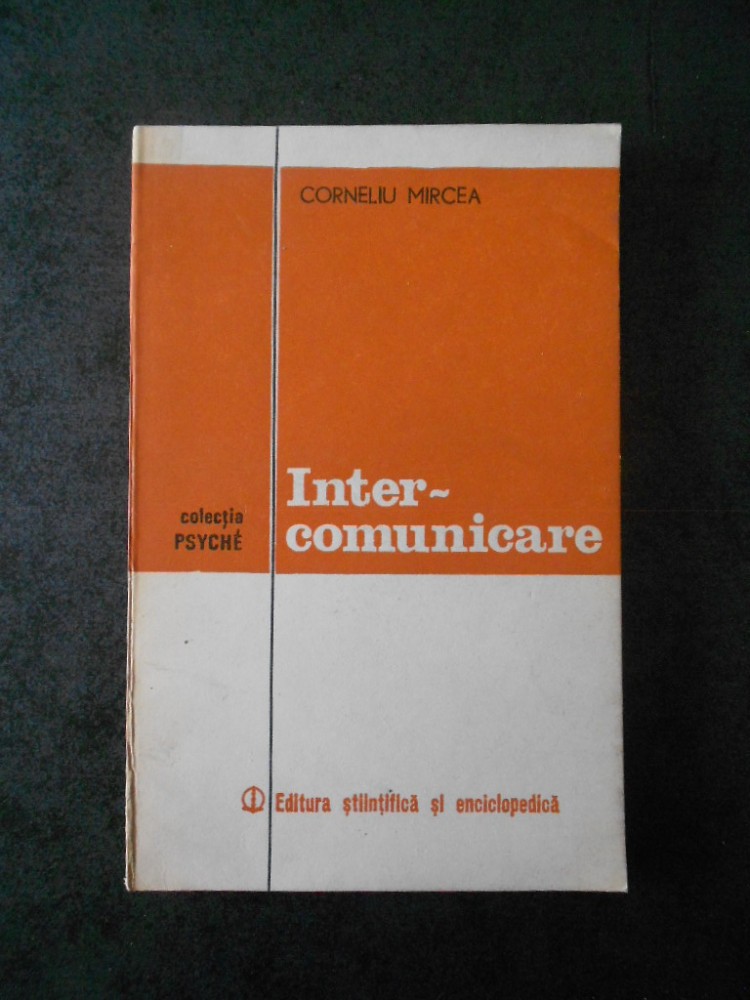 CORNELIU MIRCEA
Inter-
comunicare
colecția
PSYCHÉ
Editura științifică și enciclopedică